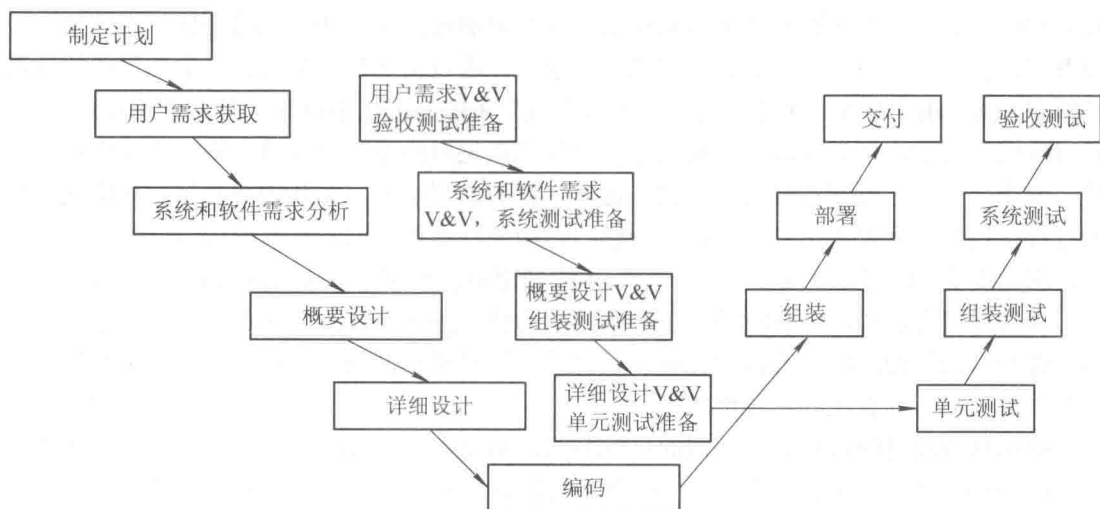 制定计划
用户需求获取
用户需求V&V
验收测试准备
交付
验收测试
系统和软件需求分析
系统和软件需求
V&V，系统测试准备
部署
系统测试
概要设计
概要设计V&V
组装测试准备
组装
组装测试
详细设计
详细设计V&V
单元测试准备
单元测试
编码